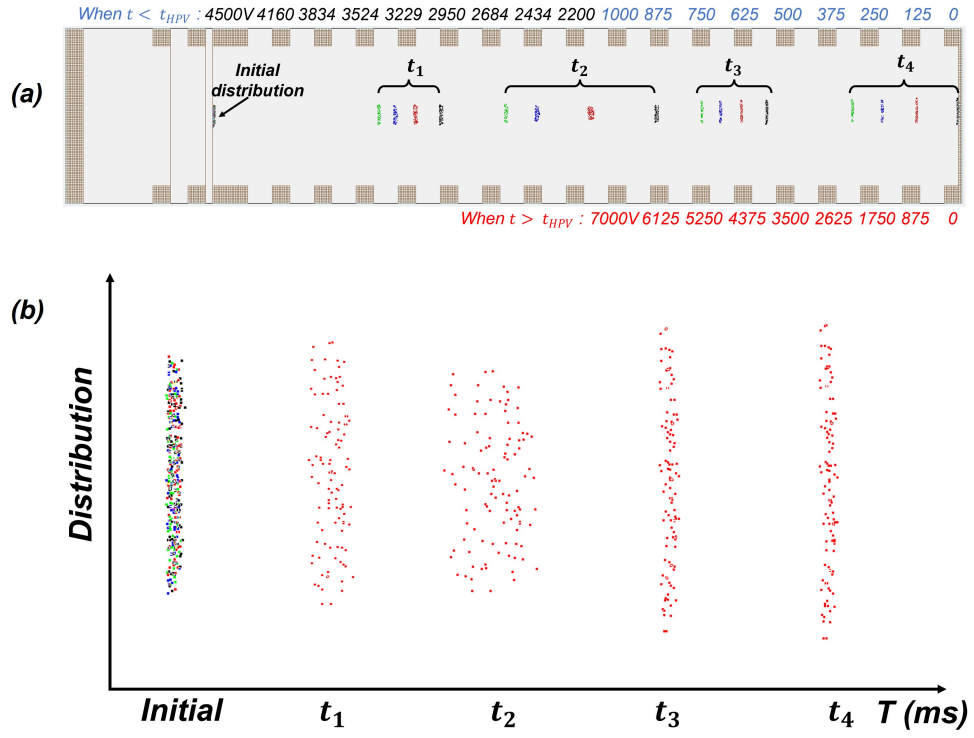 When t < t_HPV : 4500V 4160 3834 3524 3229 2950 2684 2434 2200 1000 875 750 625 500 375 250 125 0
(a)
Initial distribution
t₁
t₂
t₃
t₄
When t > t_HPV : 7000V 6125 5250 4375 3500 2625 1750 875 0
(b)
Distribution
Initial t₁ t₂ t₃ t₄ T (ms)